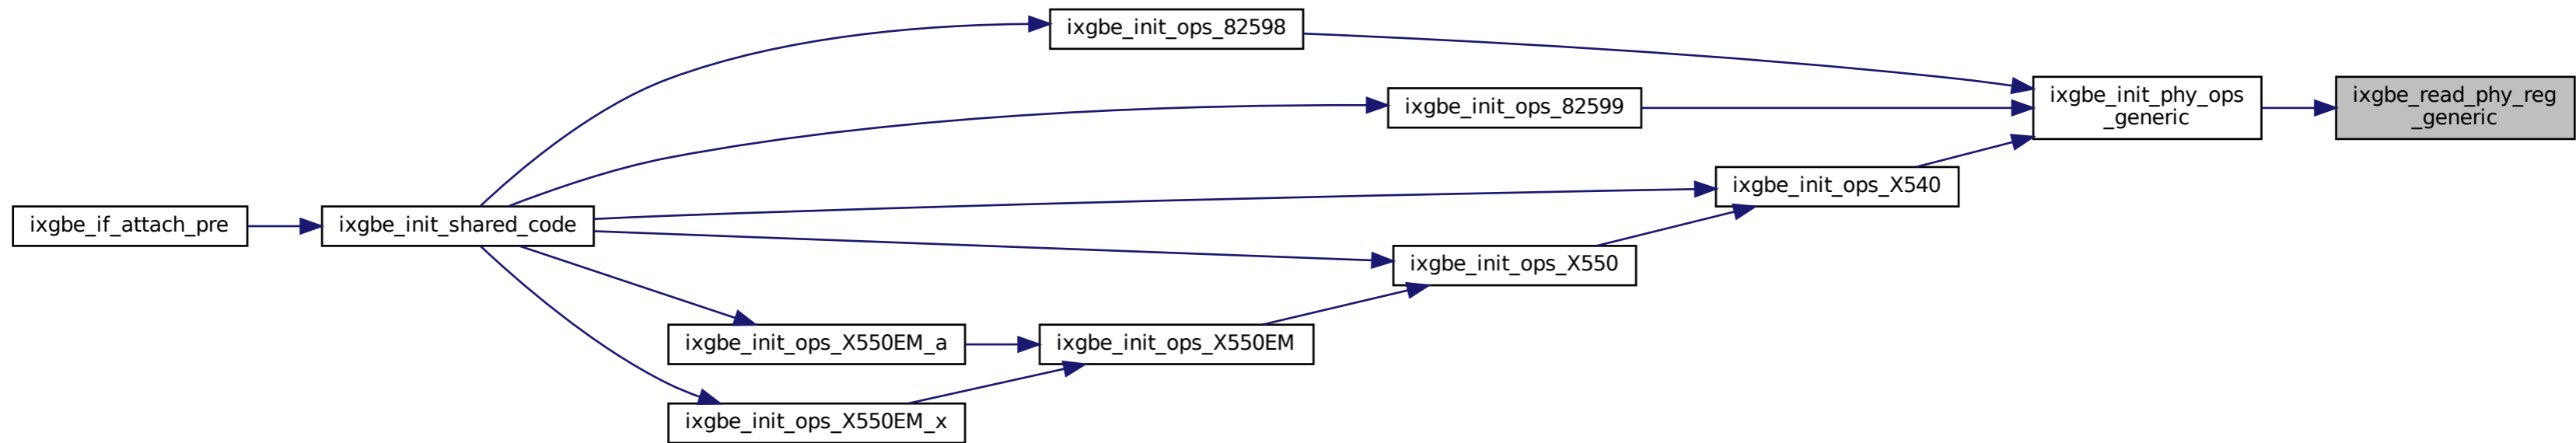 ixgbe_init_ops_82598
ixgbe_init_phy_ops
_generic
ixgbe_read_phy_reg
_generic
ixgbe_init_ops_82599
ixgbe_init_ops_X540
ixgbe_if_attach_pre
ixgbe_init_shared_code
ixgbe_init_ops_X550
ixgbe_init_ops_X550EM_a
ixgbe_init_ops_X550EM
ixgbe_init_ops_X550EM_x